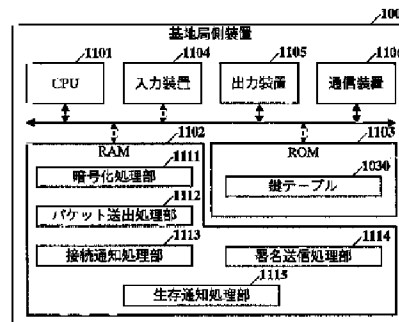 100
基地局側装置
1101
1104
1105
1106
CPU
入力装置
出力装置
通信装置
1102
1103
RAM
ROM
1111
暗号化処理部
1030
鍵テーブル
1112
パケット送出処理部
1113
接続通知処理部
1114
署名送信処理部
1115
生存通知処理部